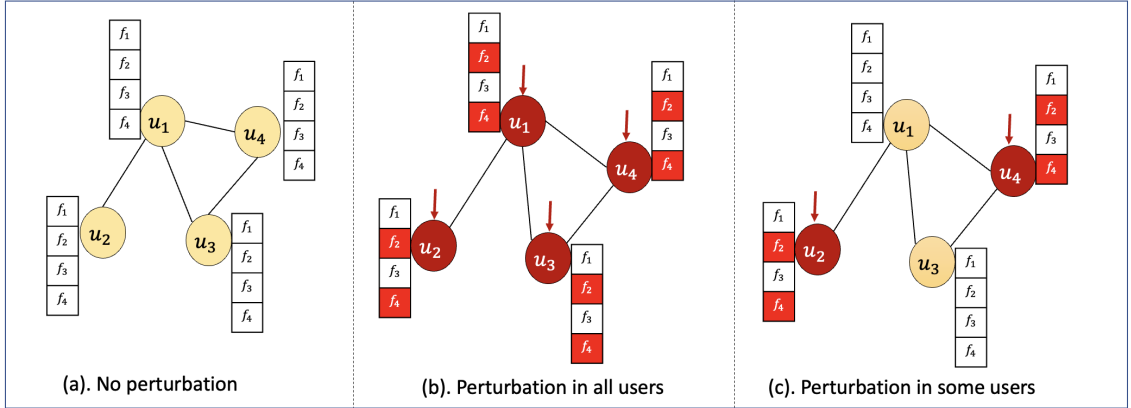 f₁
f₂
f₃
f₄
u₁
f₁
f₂
f₃
f₄
u₄
f₁
f₂
f₃
f₄
u₂
f₁
f₂
f₃
f₄
u₃
(a). No perturbation
f₁
f₂
f₃
f₄
u₁
f₁
f₂
f₃
f₄
u₄
f₁
f₂
f₃
f₄
u₂
f₁
f₂
f₃
f₄
u₃
(b). Perturbation in all users
f₁
f₂
f₃
f₄
u₁
f₁
f₂
f₃
f₄
u₄
f₁
f₂
f₃
f₄
u₂
f₁
f₂
f₃
f₄
u₃
(c). Perturbation in some users